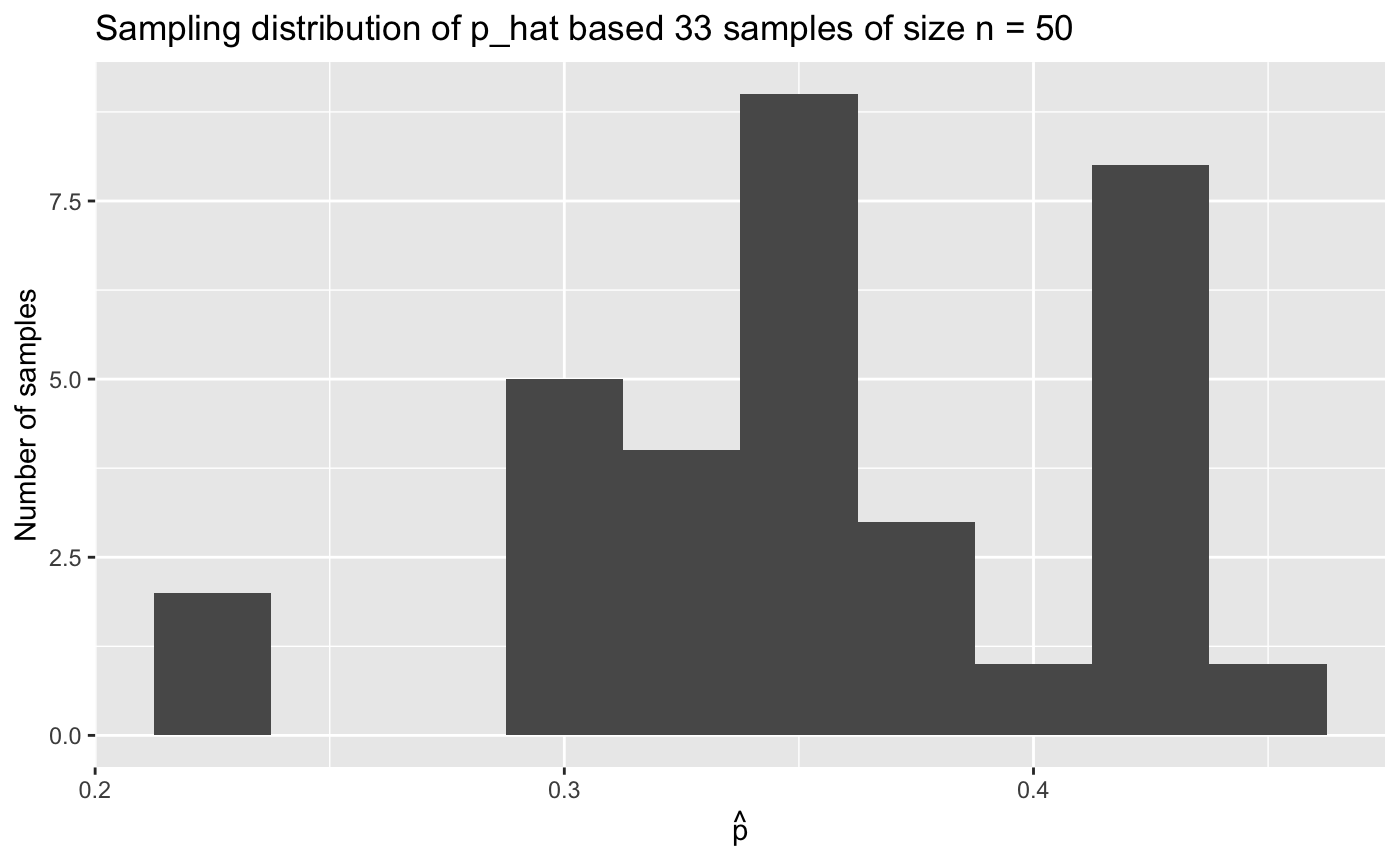 Sampling distribution of p_hat based 33 samples of size n = 50
Number of samples
7.5
5.0
2.5
0.0
0.2 0.3 0.4
p̂